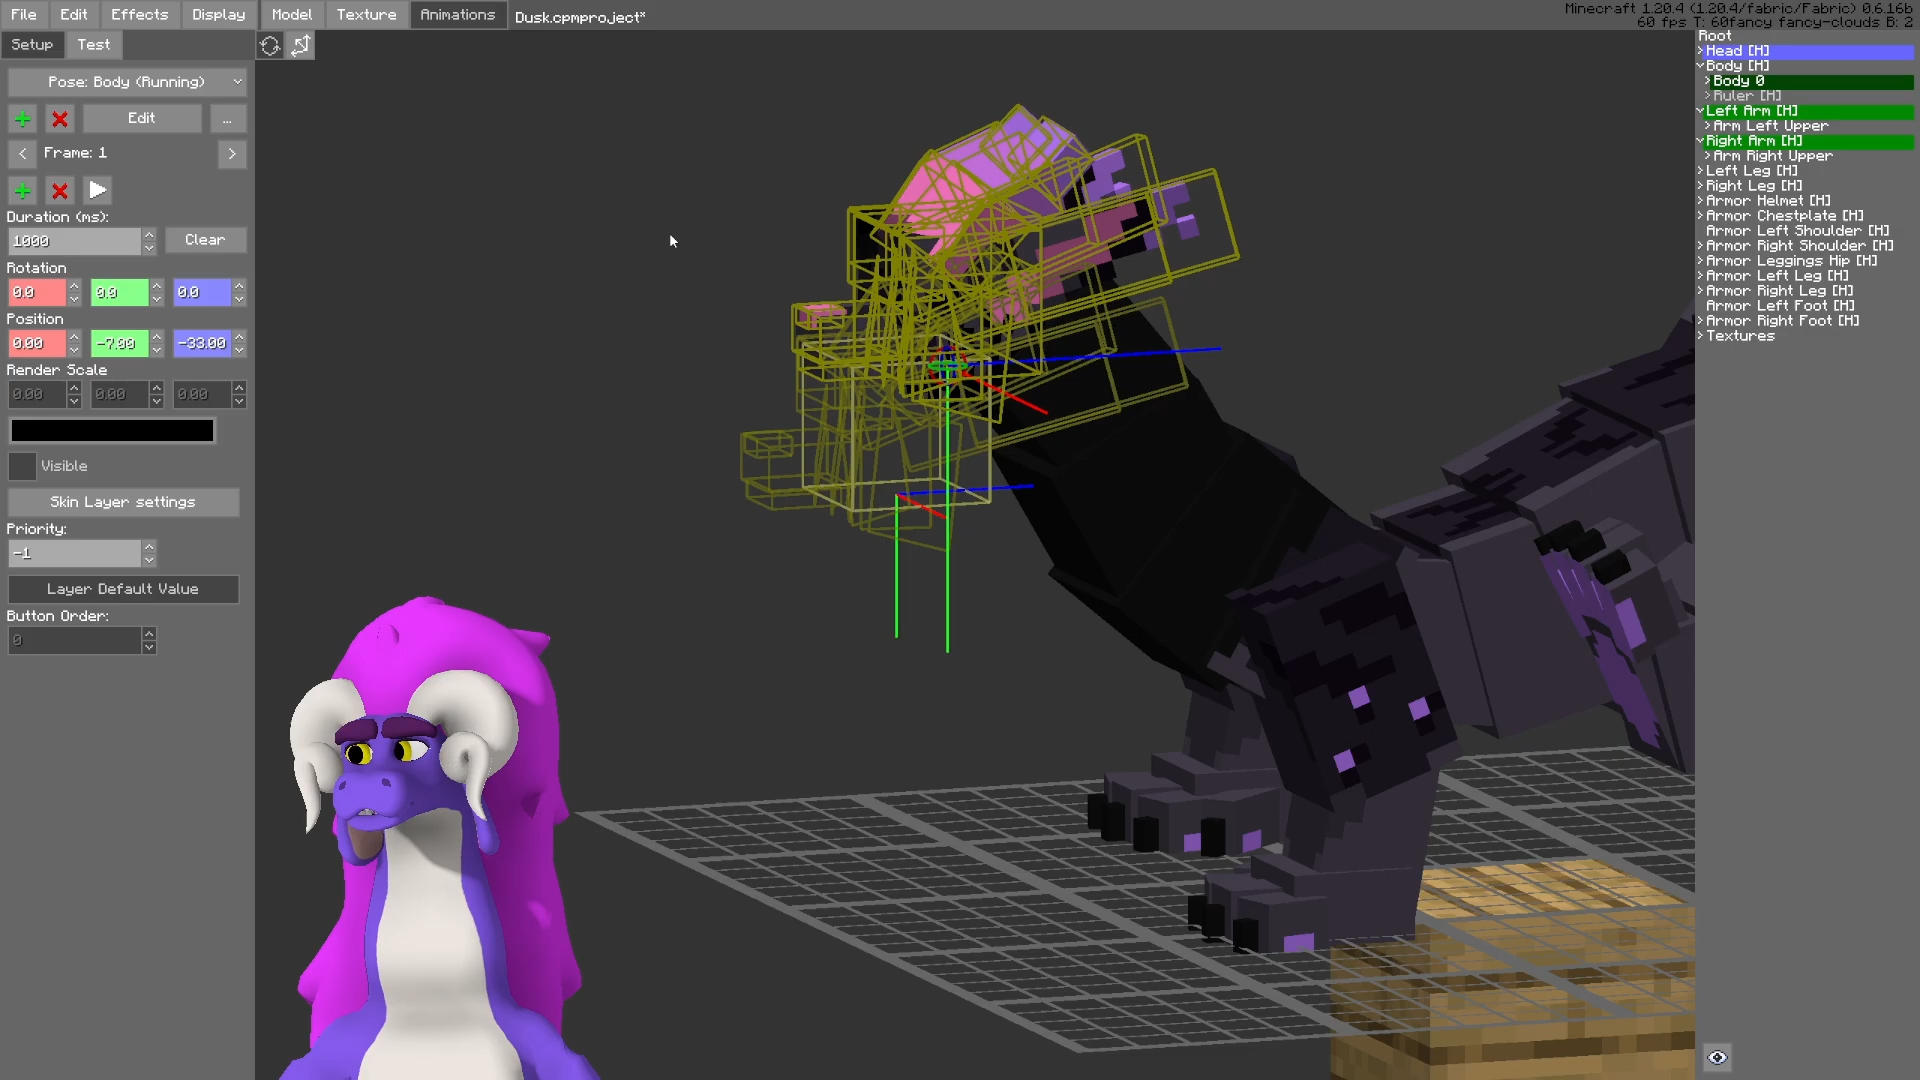 File Edit Effects Display Model Texture Animations Dusk.cpmproject*
Minecraft 1.20.4 (1.20.4/fabric/Fabric) 0.6.16b
60 fps T: 60fancy fancy-clouds B: 2
Setup Test
Pose: Body (Running)
Edit ...
Frame: 1
Duration (ms):
1000 Clear
Rotation
0.0 0.0 0.0
Position
0.00 -7.00 -33.00
Render Scale
0.00 0.00 0.00
Visible
Skin Layer settings
Priority:
-1
Layer Default Value
Button Order:
0
Root
Head [H]
Body [H]
Body 0
Ruler [H]
Left Arm [H]
Arm Left Upper
Right Arm [H]
Arm Right Upper
Left Leg [H]
Right Leg [H]
Armor Helmet [H]
Armor Chestplate [H]
Armor Left Shoulder [H]
Armor Right Shoulder [H]
Armor Leggings Hip [H]
Armor Left Leg [H]
Armor Right Leg [H]
Armor Left Foot [H]
Armor Right Foot [H]
Textures